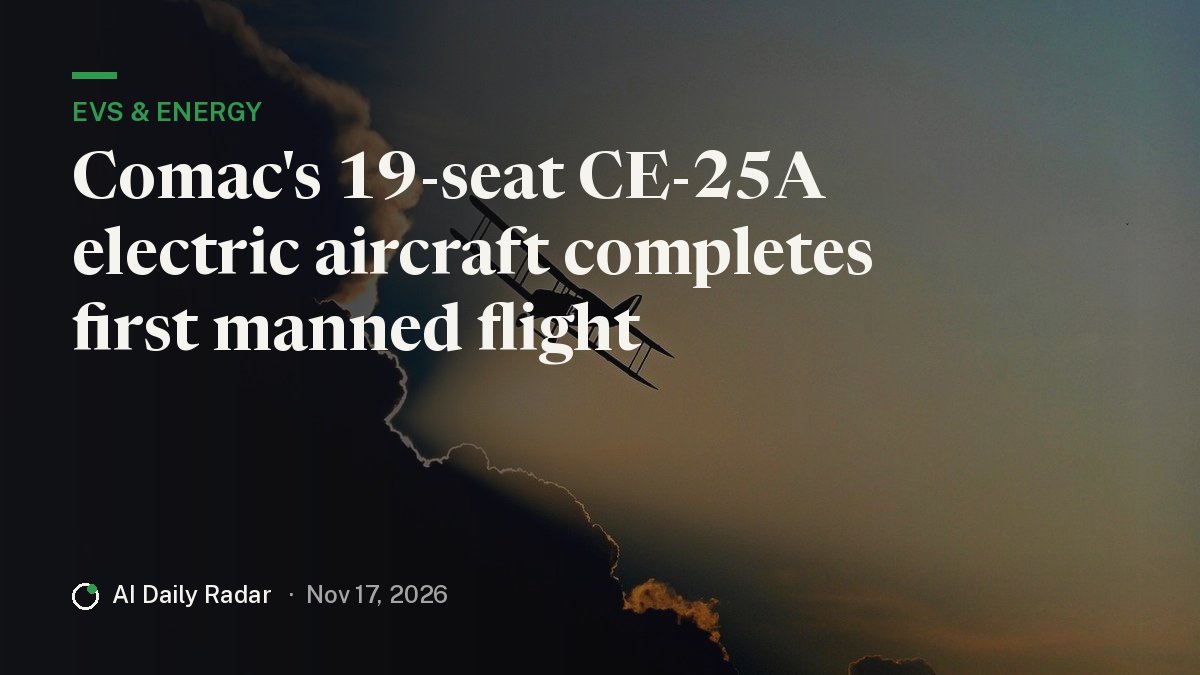 EVS & ENERGY
Comac's 19-seat CE-25A
electric aircraft completes
first manned flight
AI Daily Radar · Nov 17, 2026